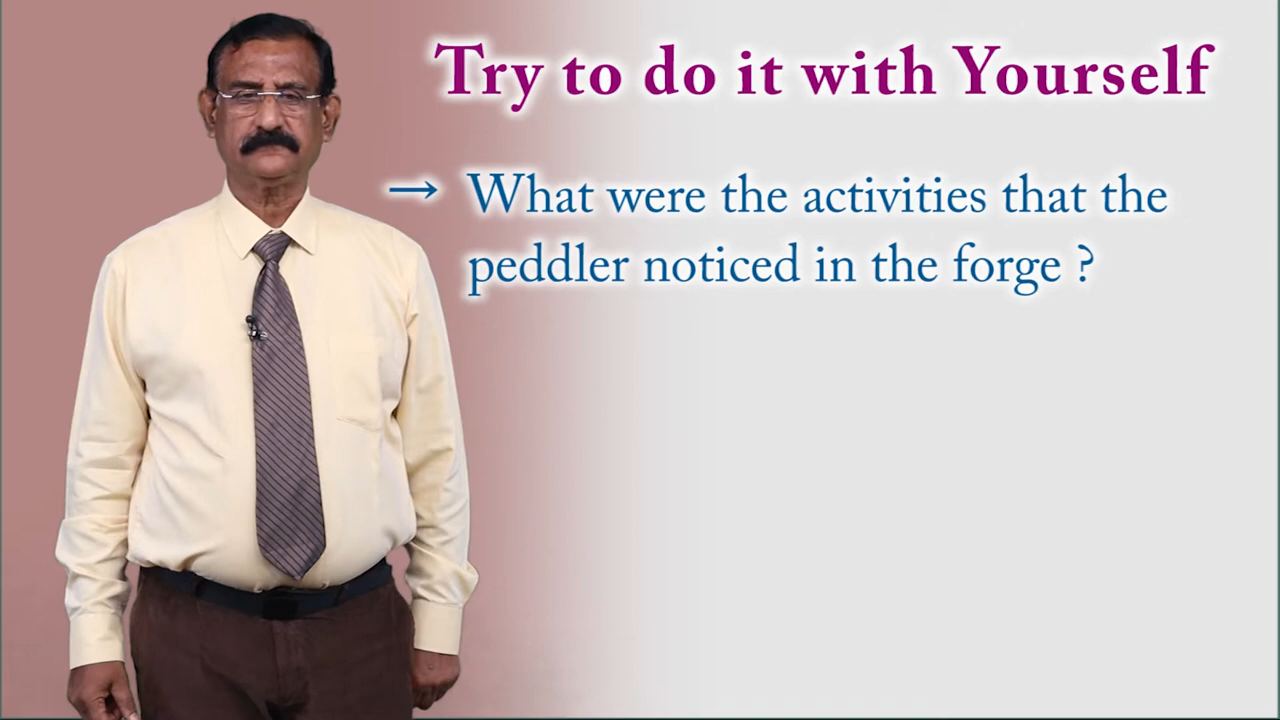 Try to do it with Yourself
→ What were the activities that the
peddler noticed in the forge ?